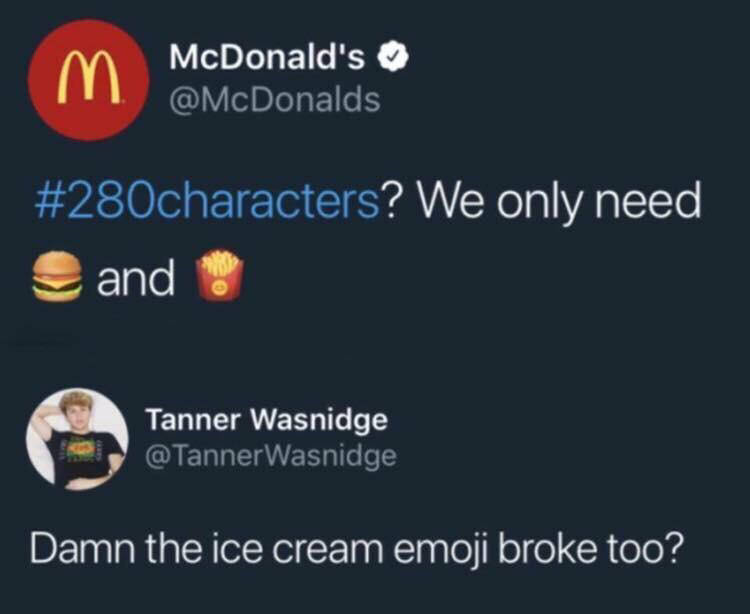 McDonald's
@McDonalds
#280characters? We only need
🍔 and 🍟
Tanner Wasnidge
@TannerWasnidge
Damn the ice cream emoji broke too?